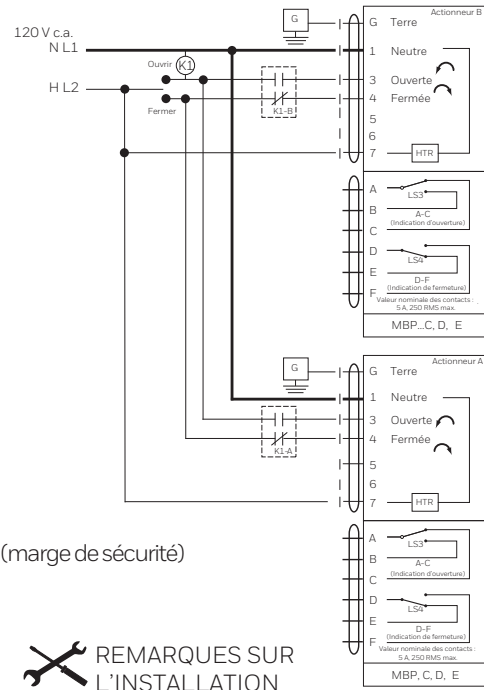 Actionneur B
G
G Terre
120 V c.a.
N L1
1 Neutre
Ouvrir
K1
3 Ouverte
H L2
4 Fermée
Fermer
K1-B
5
6
7
HTR
A
LS3
B
A-C
(Indication d'ouverture)
C
D
LS4
E
D-F
(Indication de fermeture)
F
Valeur nominale des contacts :
5 A, 250 RMS max.
MBP...C, D, E
Actionneur A
G
G Terre
1 Neutre
3 Ouverte
4 Fermée
K1-A
5
6
7
HTR
(marge de sécurité)
A
LS3
B
A-C
(Indication d'ouverture)
C
D
LS4
E
D-F
(Indication de fermeture)
F
Valeur nominale des contacts :
5 A, 250 RMS max.
MBP, C, D, E
REMARQUES SUR
L'INSTALLATION